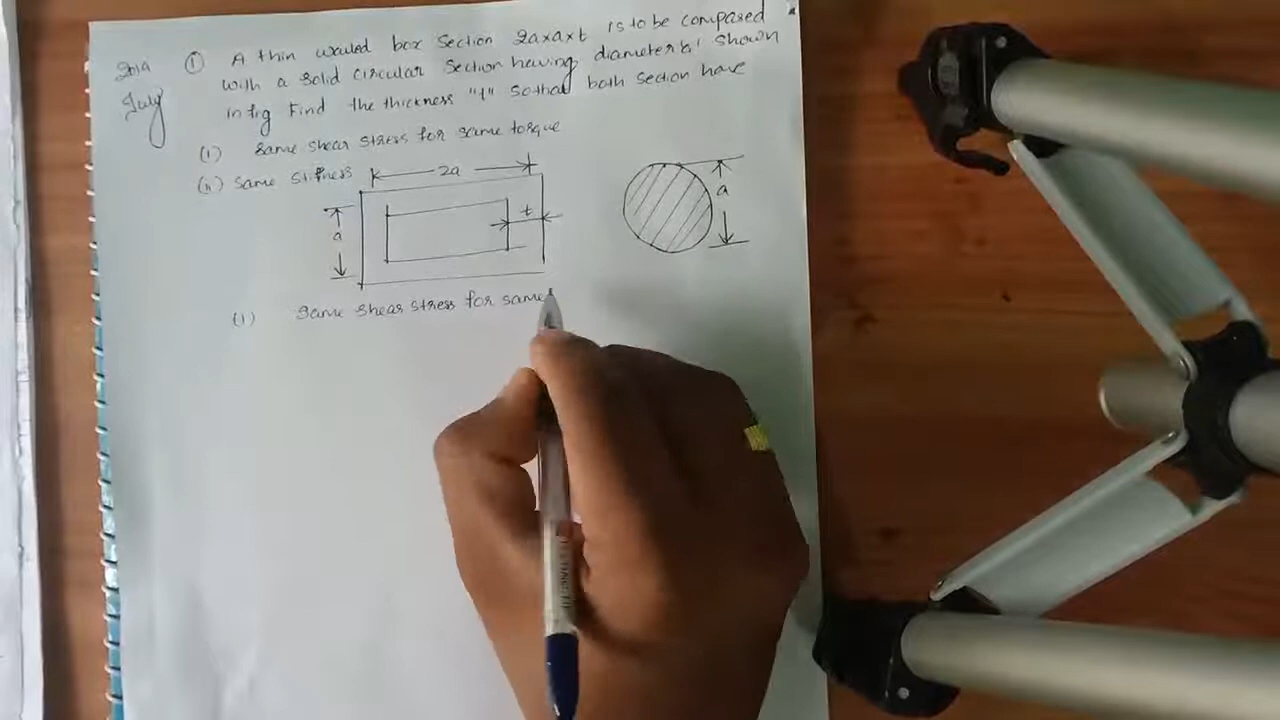 2019
July
① A thin walled box section 2a×a×t is to be compared
with a solid circular section having diameter 'a' shown
in fig Find the thickness "t" so that both section have
(i) same shear stress for same torque
(ii) same stifness
2a
t
a
a
(i) same shear stress for same